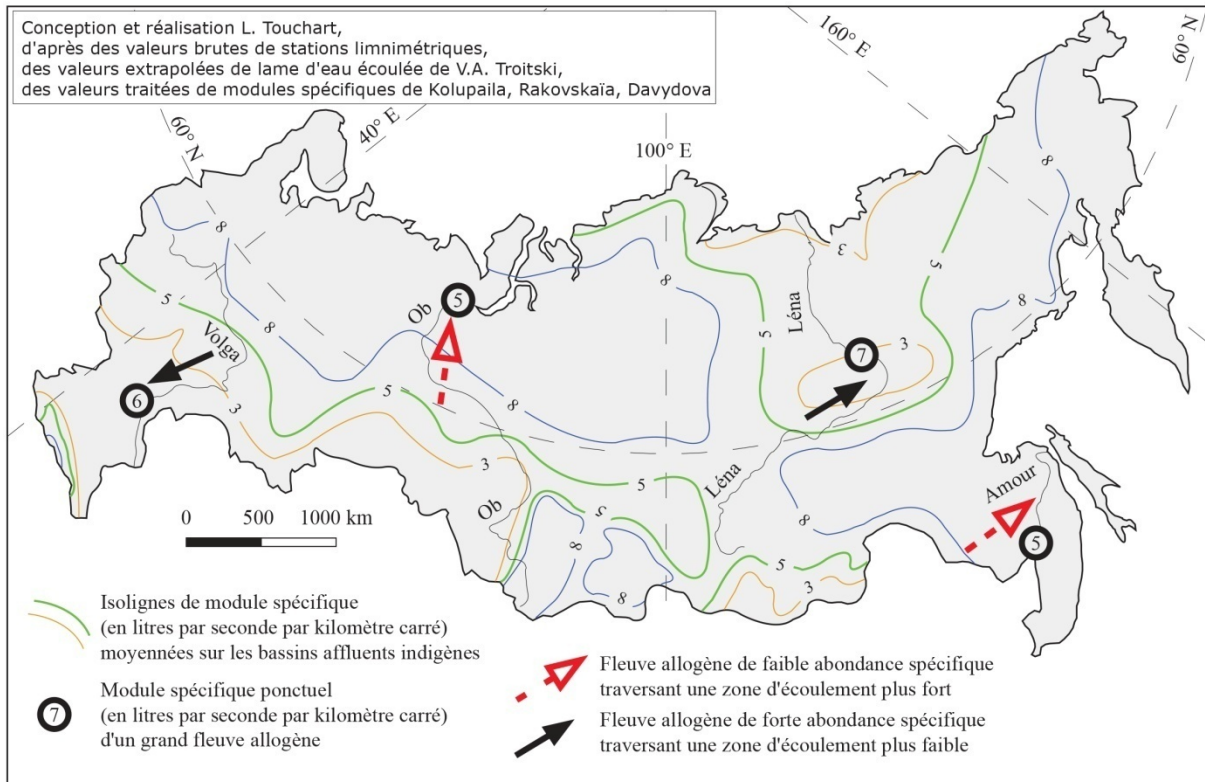 Conception et réalisation L. Touchart,
d'après des valeurs brutes de stations limnimétriques,
des valeurs extrapolées de lame d'eau écoulée de V.A. Troitski,
des valeurs traitées de modules spécifiques de Kolupaila, Rakovskaïa, Davydova
60° N
40° E
100° E
160° E
60° N
8
8
3
5
8
8
5
Ob
5
8
5
Léna
Volga
7
3
6
5
8
3
3
5
Léna
Ob
5
8
8
Amour
5
5
3
8
0 500 1000 km
Isolignes de module spécifique
(en litres par seconde par kilomètre carré)
moyennées sur les bassins affluents indigènes
Module spécifique ponctuel
(en litres par seconde par kilomètre carré)
d'un grand fleuve allogène
7
Fleuve allogène de faible abondance spécifique
traversant une zone d'écoulement plus fort
Fleuve allogène de forte abondance spécifique
traversant une zone d'écoulement plus faible